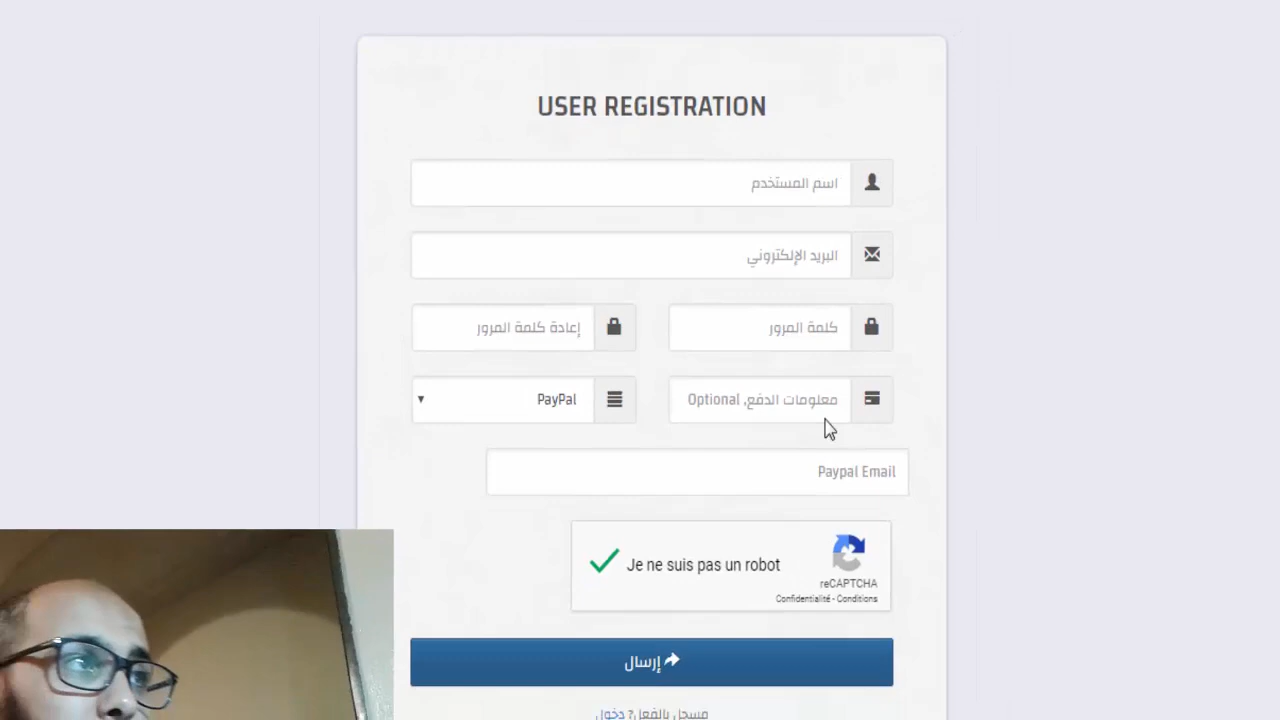 USER REGISTRATION
اسم المستخدم
البريد الإلكتروني
كلمة المرور
إعادة كلمة المرور
معلومات الدفع, Optional
PayPal
Paypal Email
Je ne suis pas un robot
reCAPTCHA
Confidentialité - Conditions
إرسال
مسجل بالفعل? دخول